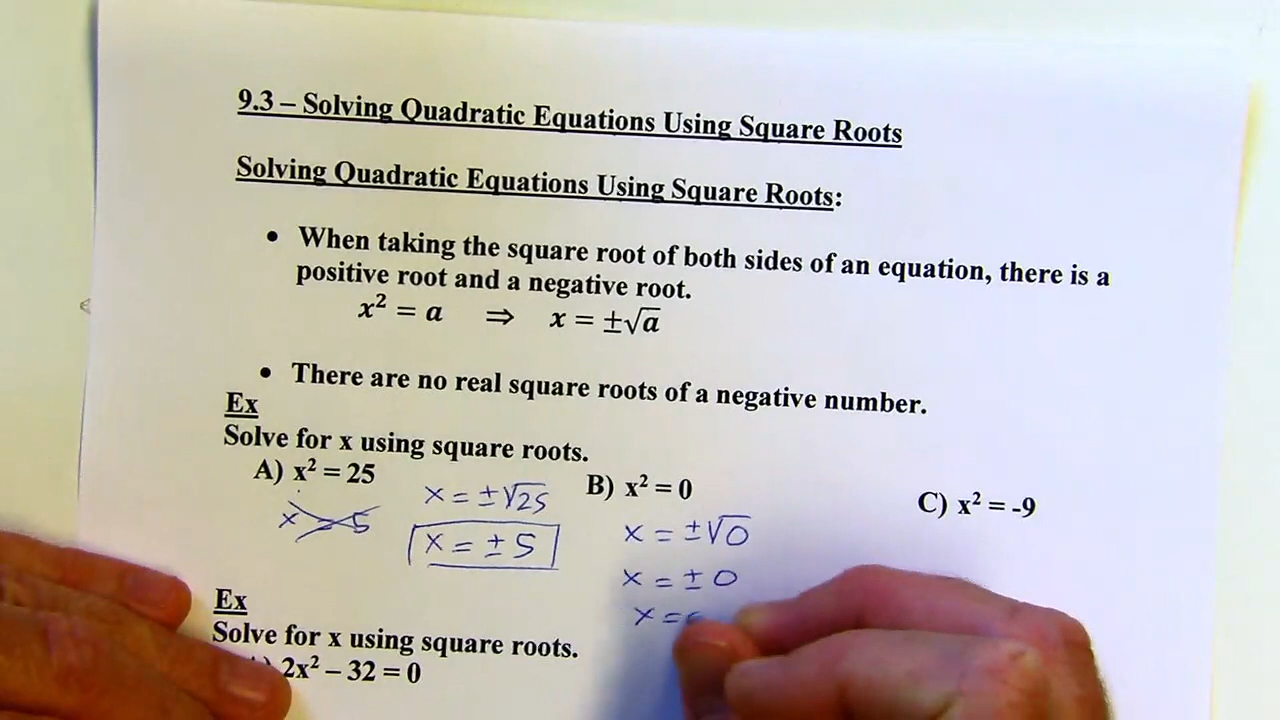 9.3 – Solving Quadratic Equations Using Square Roots
Solving Quadratic Equations Using Square Roots:
• When taking the square root of both sides of an equation, there is a
positive root and a negative root.
x² = a ⇒ x = ±√a
• There are no real square roots of a negative number.
Ex
Solve for x using square roots.
A) x² = 25 B) x² = 0 C) x² = -9
x = 5 x = ±√25 x = ±√0
x = ±5 x = ±0
x =
Ex
Solve for x using square roots.
2x² – 32 = 0